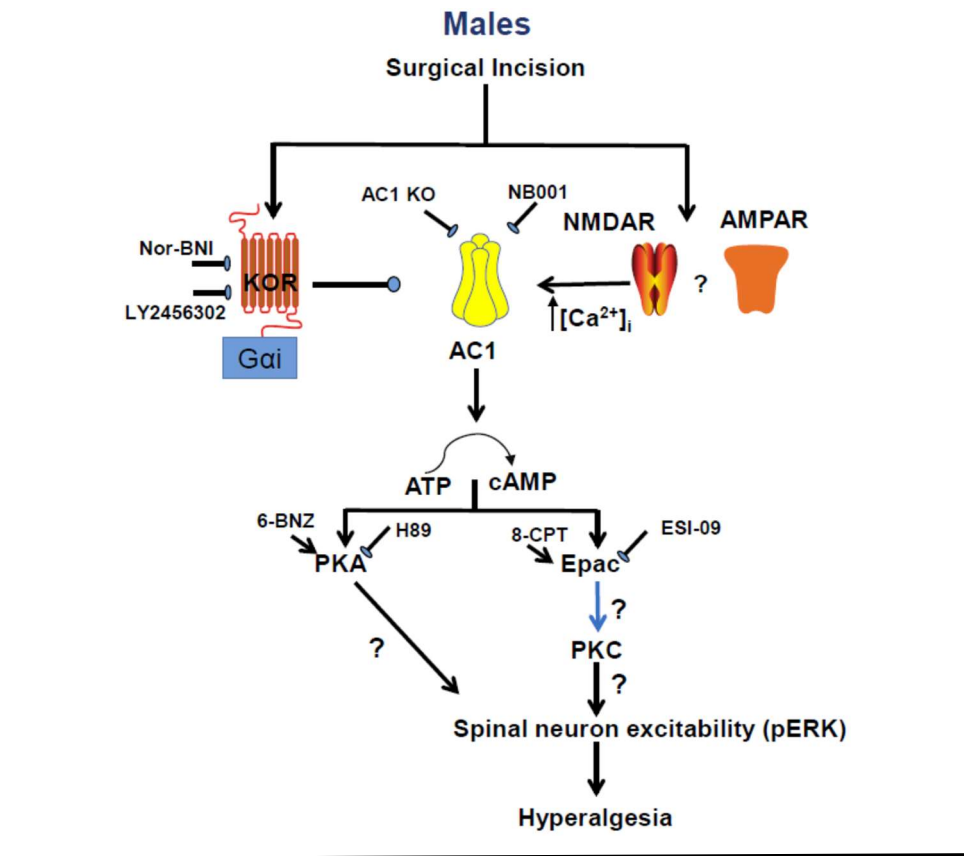 Males
Surgical Incision
AC1 KO
NB001
NMDAR
AMPAR
Nor-BNI
KOR
?
LY2456302
[Ca²⁺]ᵢ
Gαi
AC1
ATP
cAMP
6-BNZ
H89
8-CPT
ESI-09
PKA
Epac
?
?
PKC
?
Spinal neuron excitability (pERK)
Hyperalgesia